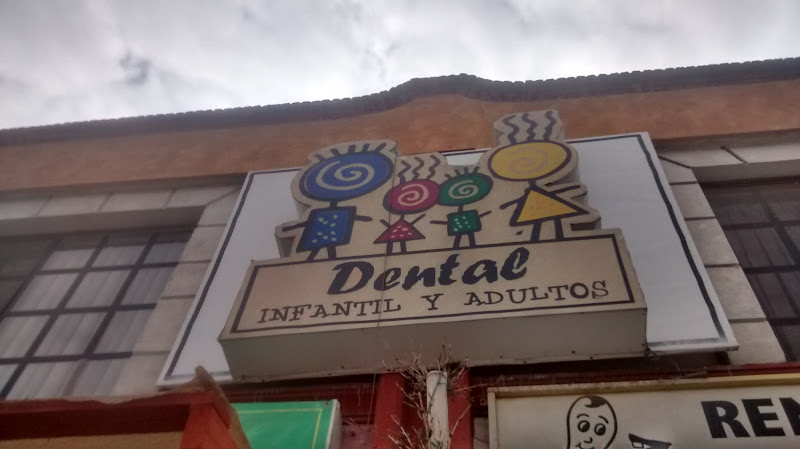 Dental
INFANTIL Y ADULTOS
REN